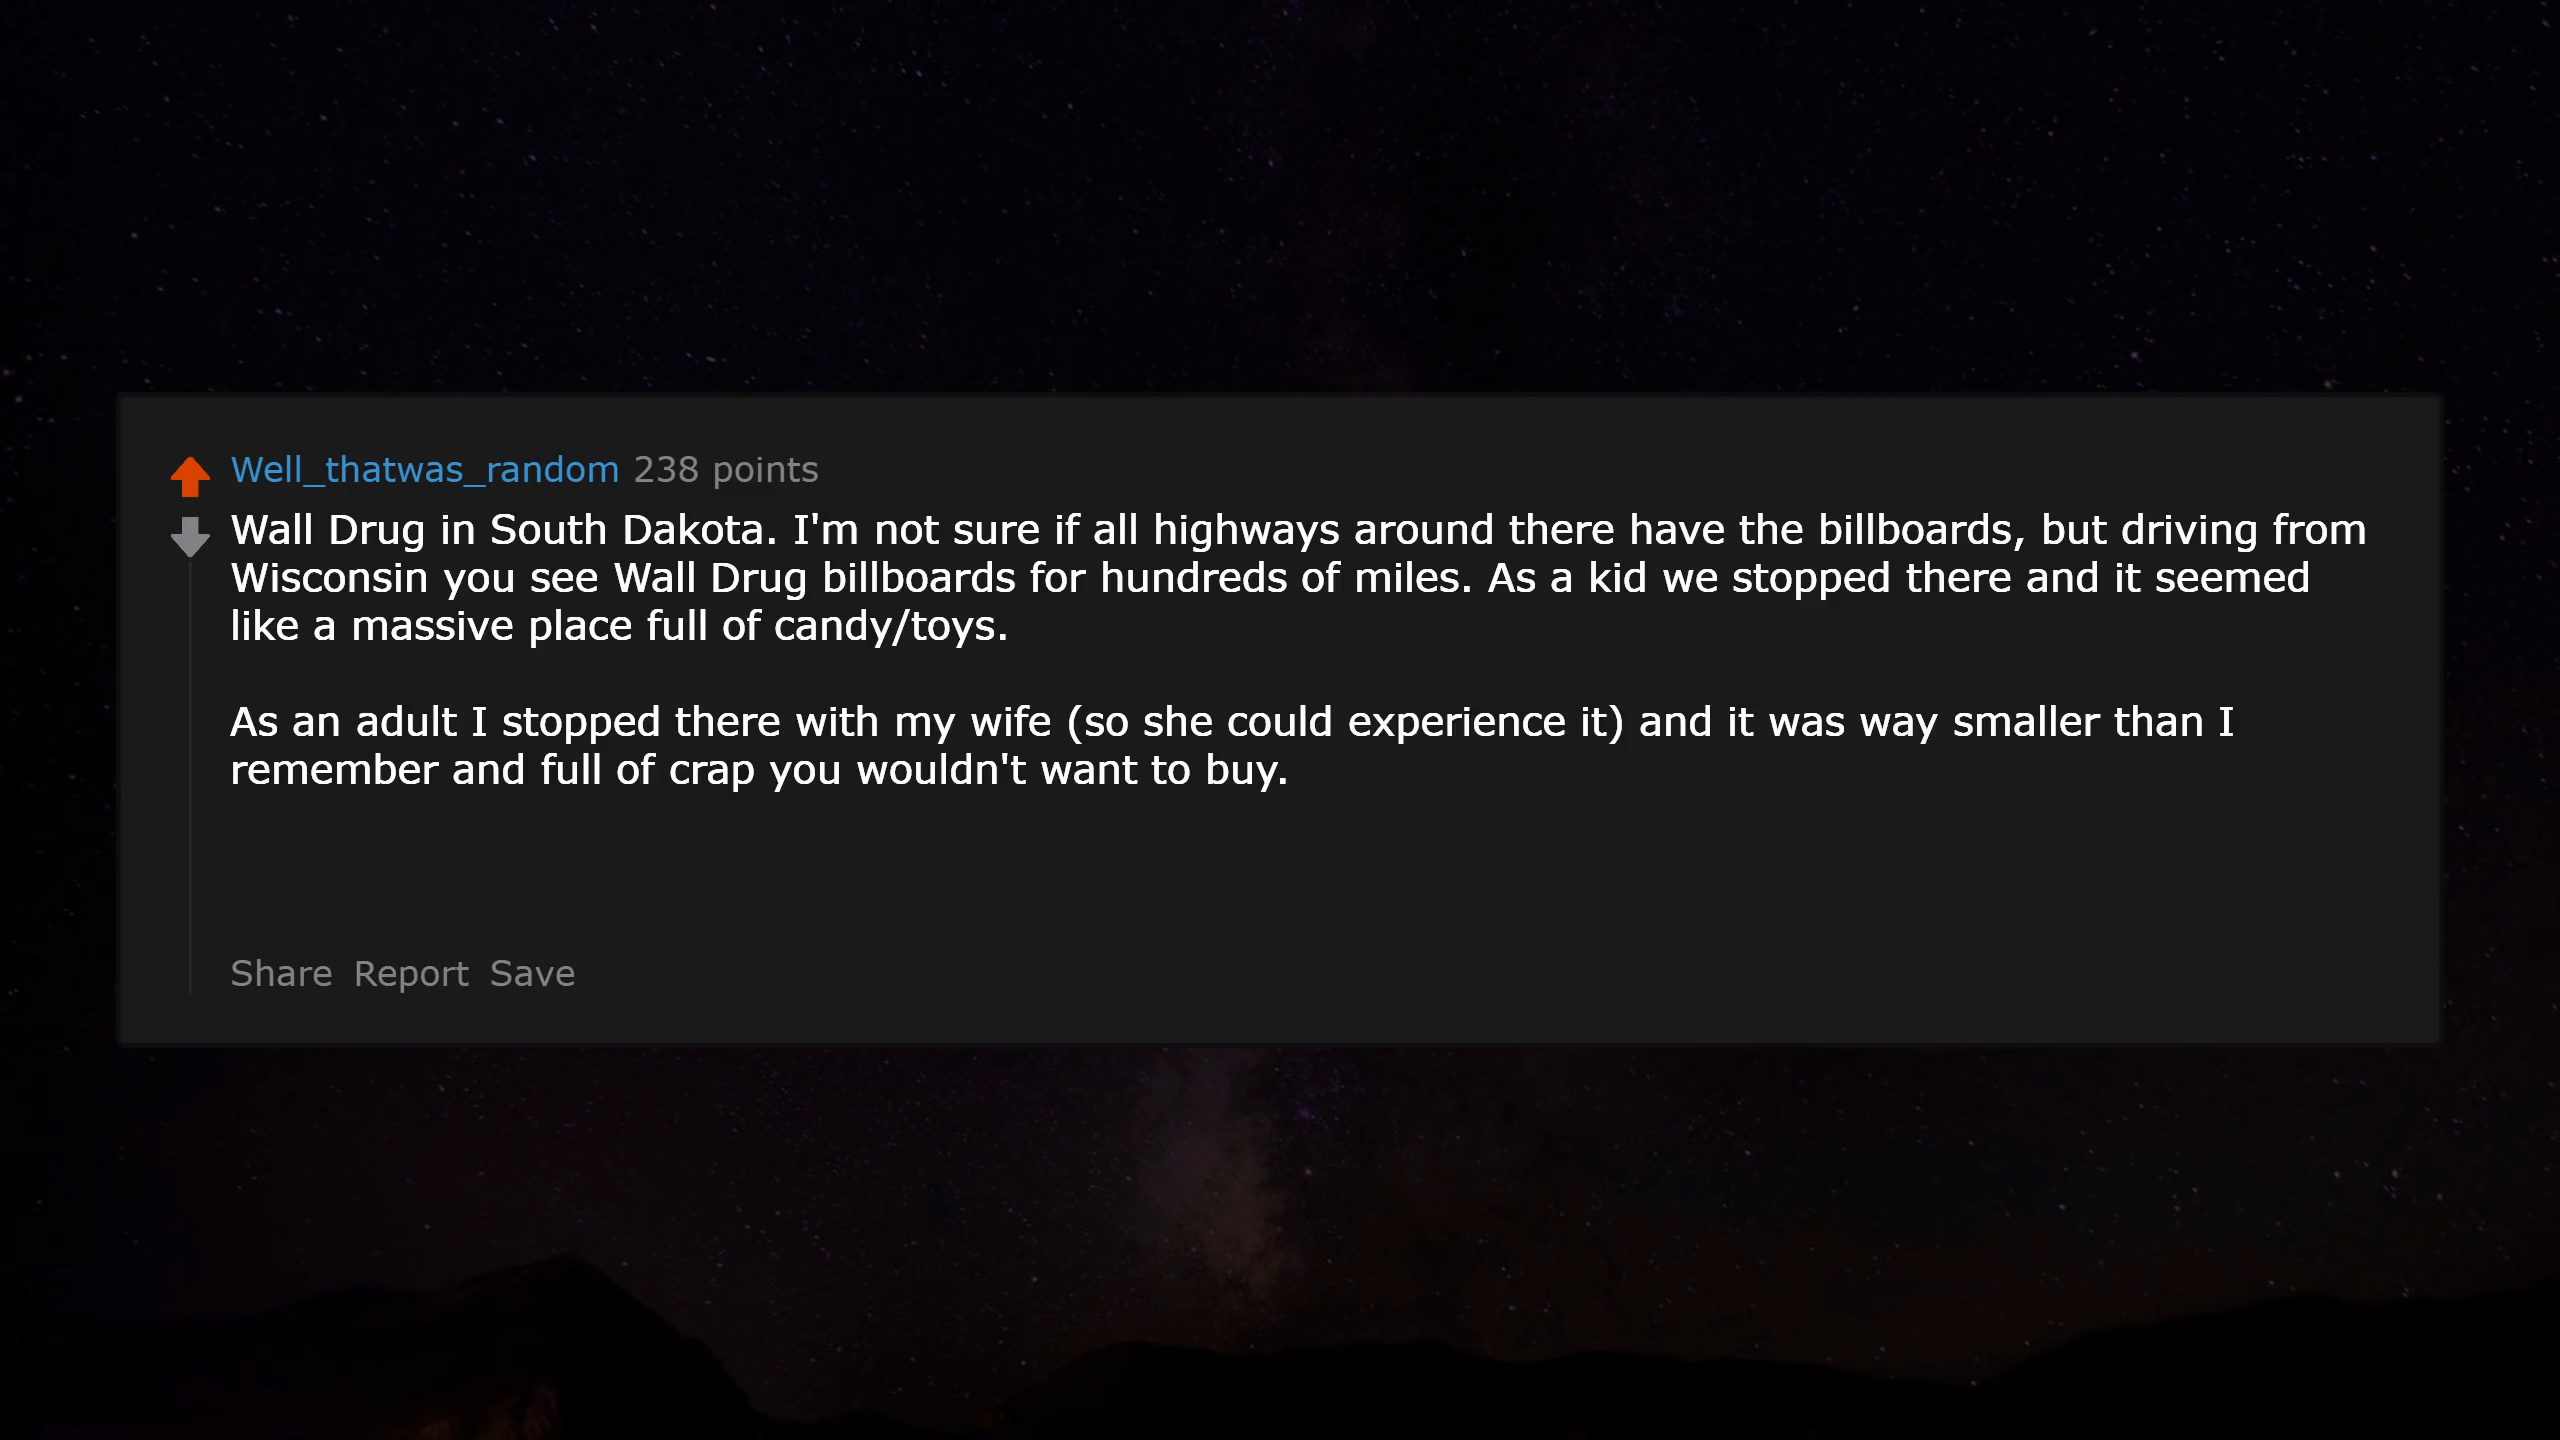 Well_thatwas_random 238 points
Wall Drug in South Dakota. I'm not sure if all highways around there have the billboards, but driving from
Wisconsin you see Wall Drug billboards for hundreds of miles. As a kid we stopped there and it seemed
like a massive place full of candy/toys.
As an adult I stopped there with my wife (so she could experience it) and it was way smaller than I
remember and full of crap you wouldn't want to buy.
Share Report Save